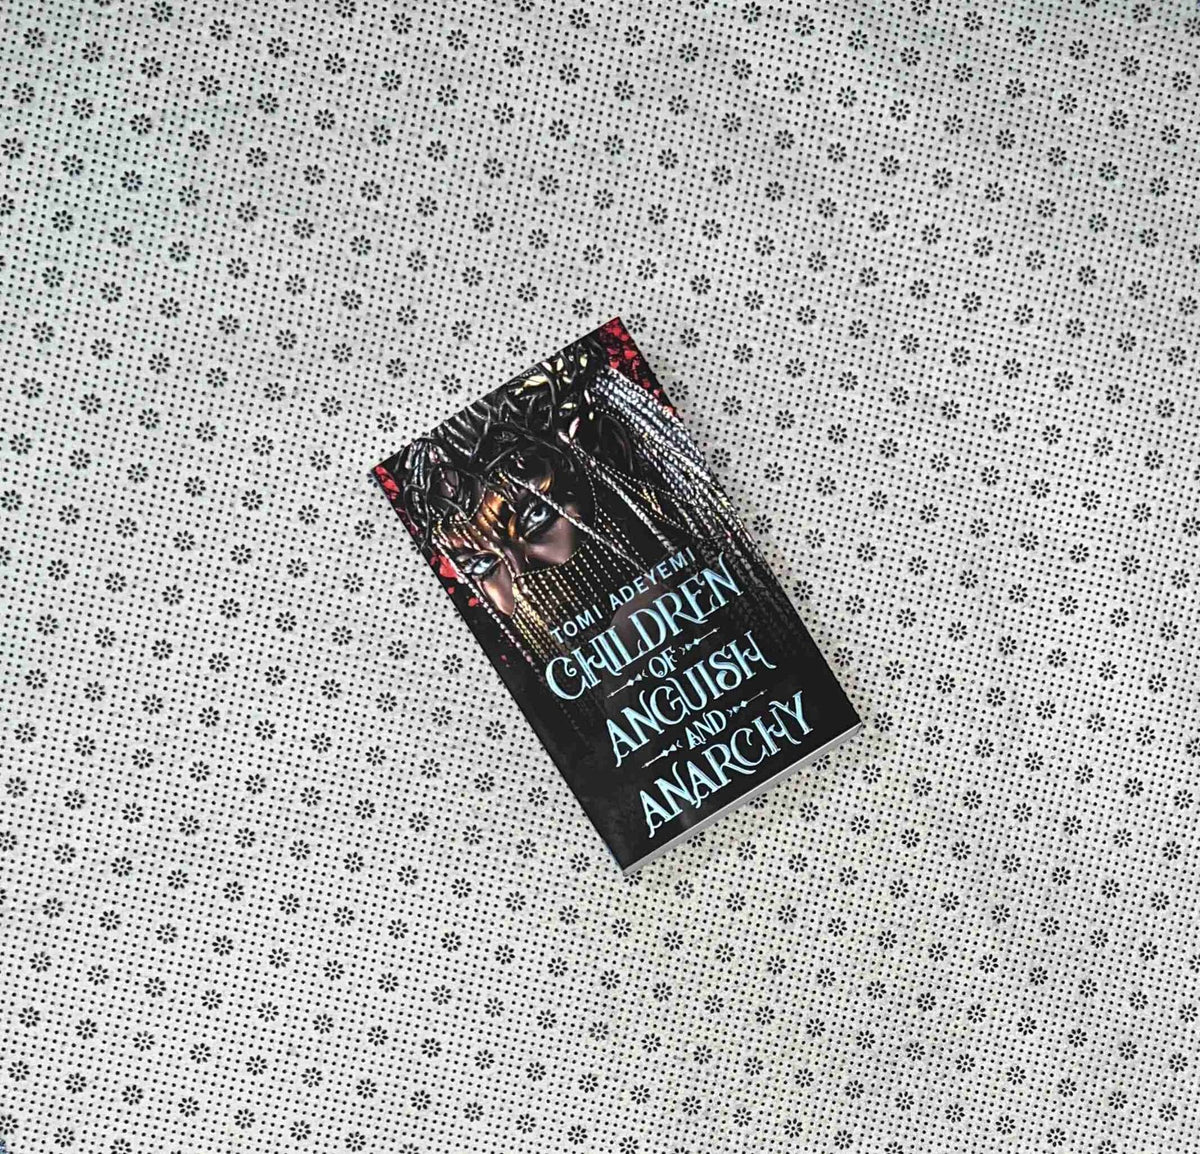 TOMI ADEYEMI
CHILDREN
OF
ANGUISH
AND
ANARCHY